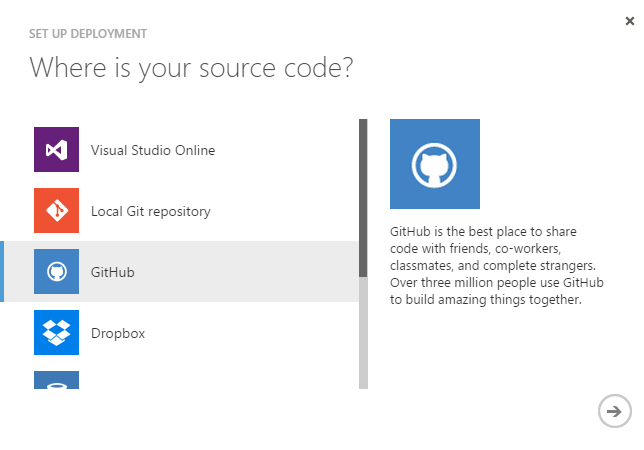 SET UP DEPLOYMENT
Where is your source code?
Visual Studio Online
Local Git repository
GitHub
Dropbox
GitHub is the best place to share
code with friends, co-workers,
classmates, and complete strangers.
Over three million people use GitHub
to build amazing things together.